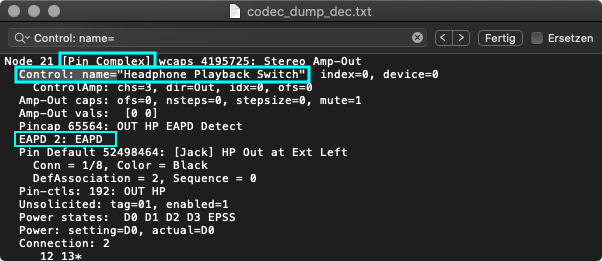 codec_dump_dec.txt
Control: name=
Fertig
Ersetzen
Node 21 [Pin Complex] wcaps 4195725: Stereo Amp-Out
Control: name="Headphone Playback Switch" index=0, device=0
ControlAmp: chs=3, dir=Out, idx=0, ofs=0
Amp-Out caps: ofs=0, nsteps=0, stepsize=0, mute=1
Amp-Out vals: [0 0]
Pincap 65564: OUT HP EAPD Detect
EAPD 2: EAPD
Pin Default 52498464: [Jack] HP Out at Ext Left
Conn = 1/8, Color = Black
DefAssociation = 2, Sequence = 0
Pin-ctls: 192: OUT HP
Unsolicited: tag=01, enabled=1
Power states: D0 D1 D2 D3 EPSS
Power: setting=D0, actual=D0
Connection: 2
12 13*